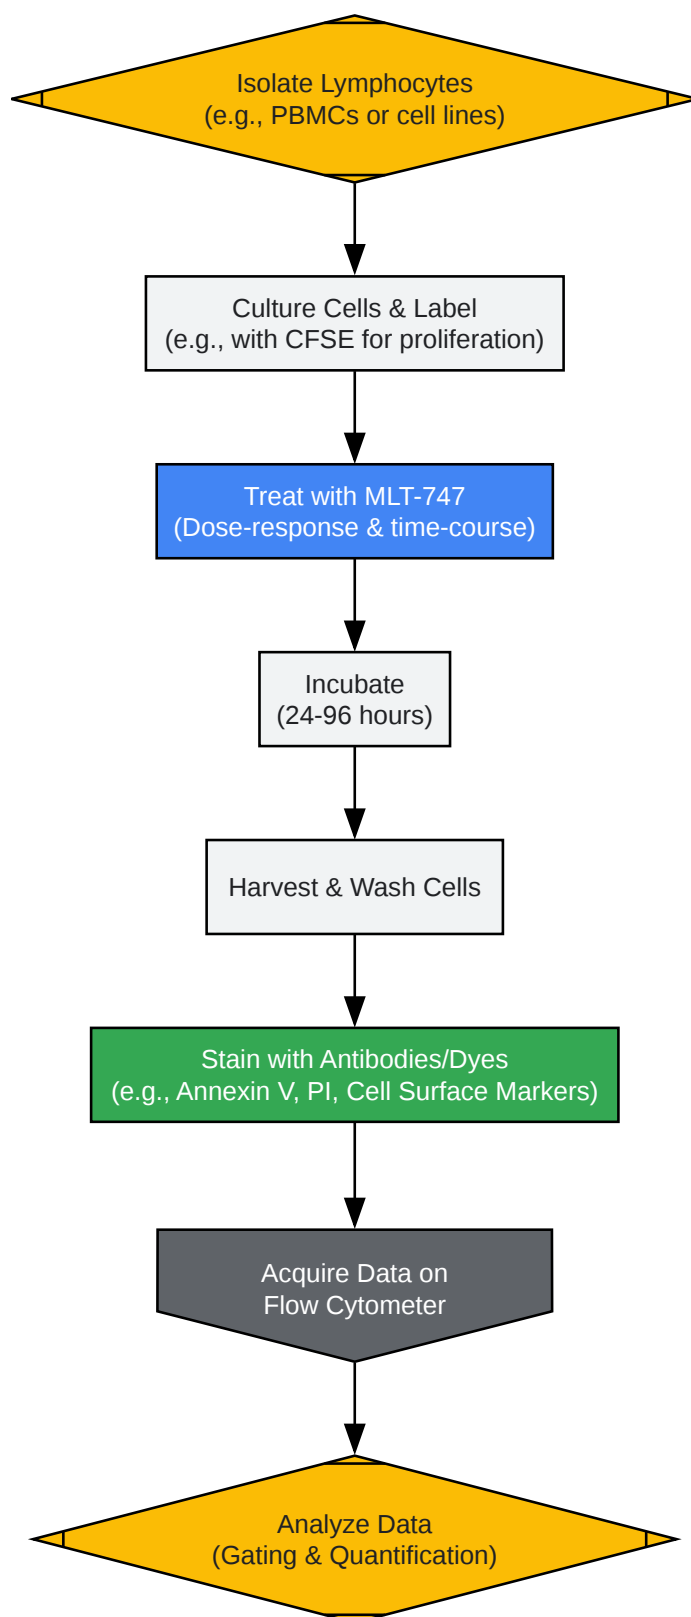 Isolate Lymphocytes
(e.g., PBMCs or cell lines)
Culture Cells & Label
(e.g., with CFSE for proliferation)
Treat with MLT-747
(Dose-response & time-course)
Incubate
(24-96 hours)
Harvest & Wash Cells
Stain with Antibodies/Dyes
(e.g., Annexin V, PI, Cell Surface Markers)
Acquire Data on
Flow Cytometer
Analyze Data
(Gating & Quantification)